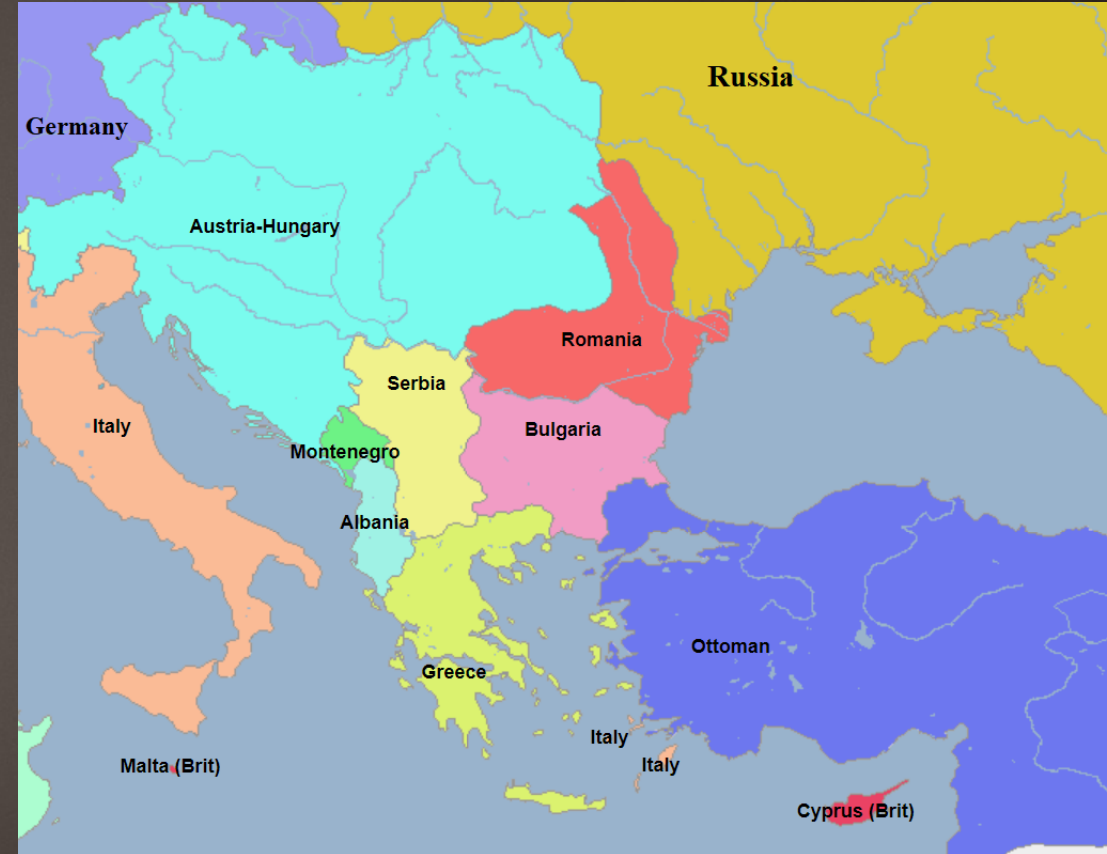 Russia
Germany
Austria-Hungary
Romania
Serbia
Italy
Bulgaria
Montenegro
Albania
Ottoman
Greece
Italy
Italy
Malta (Brit)
Cyprus (Brit)